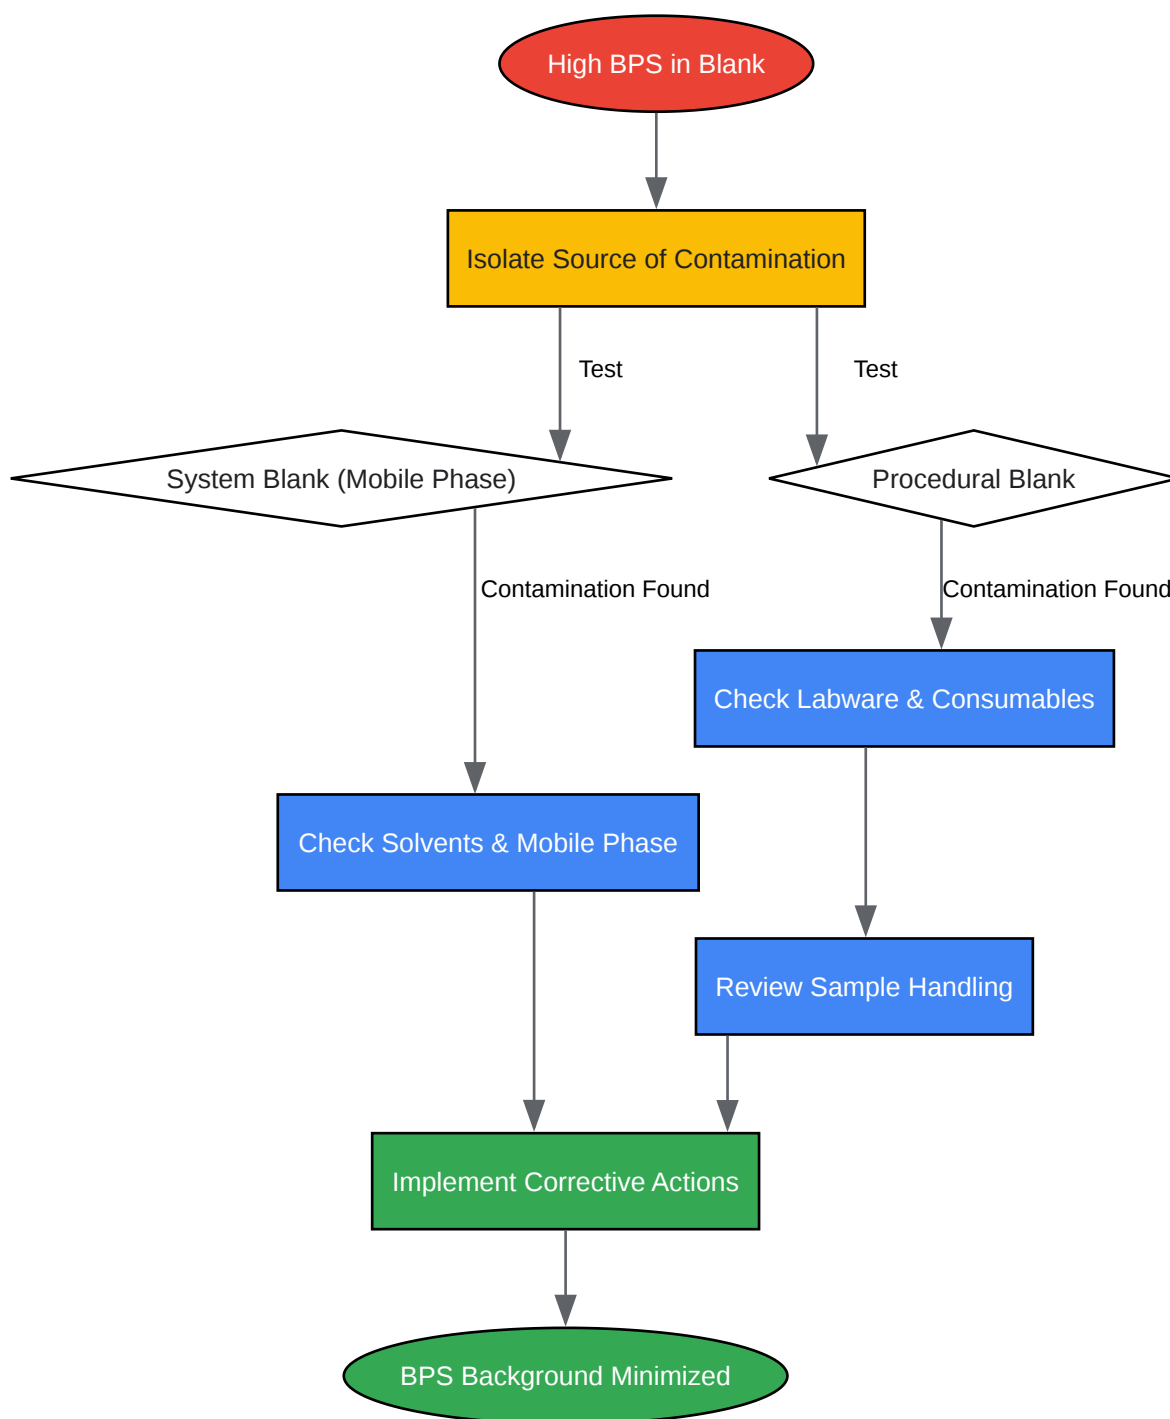 High BPS in Blank
Isolate Source of Contamination
Test
Test
System Blank (Mobile Phase)
Procedural Blank
Contamination Found
Contamination Found
Check Labware & Consumables
Check Solvents & Mobile Phase
Review Sample Handling
Implement Corrective Actions
BPS Background Minimized